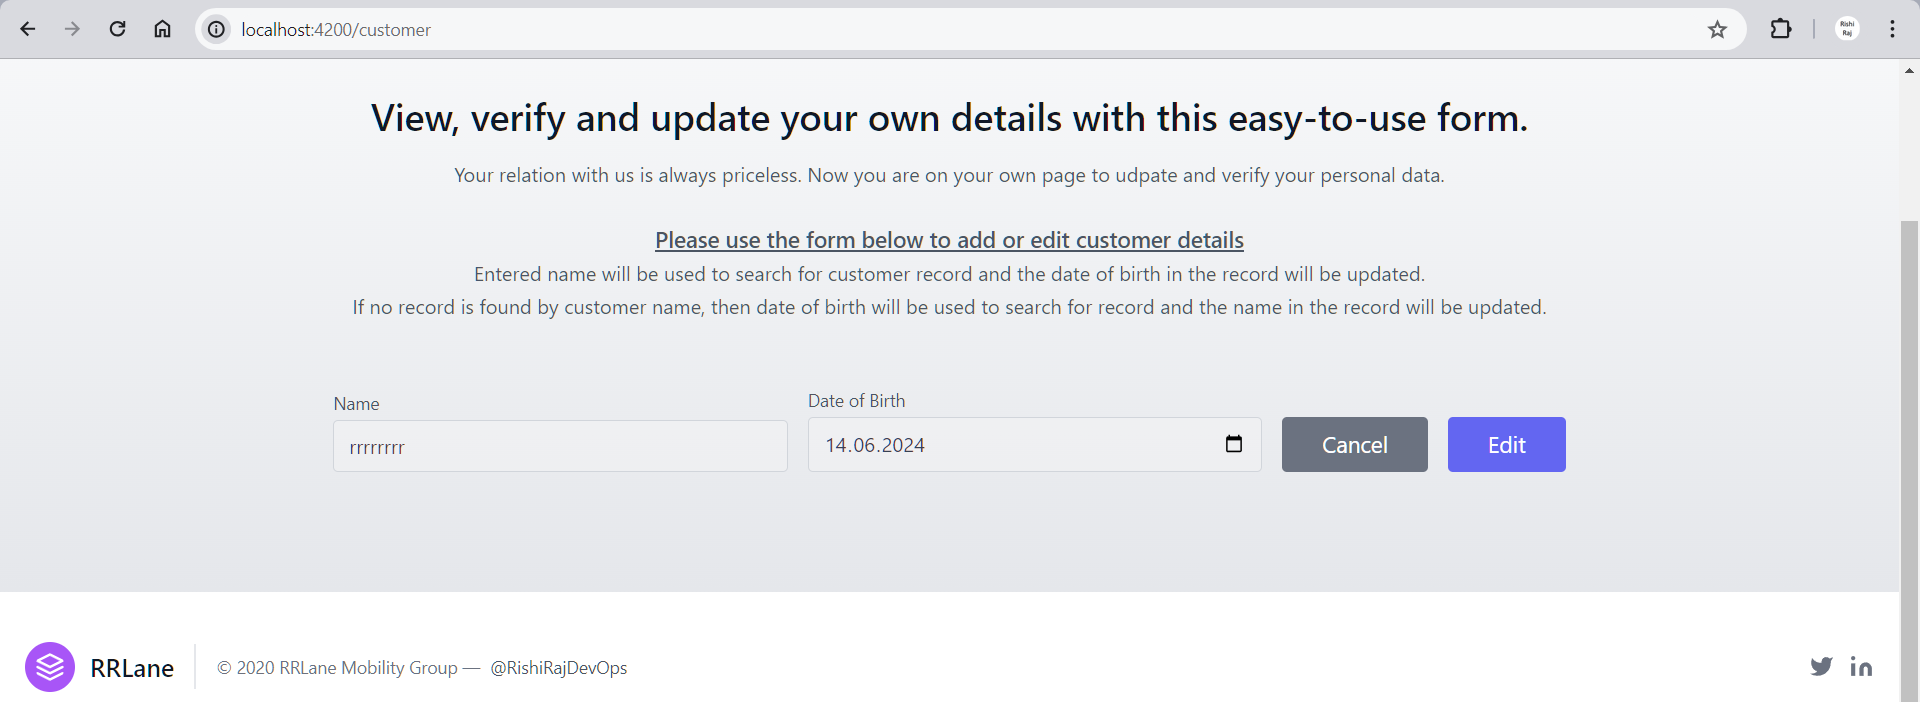 localhost:4200/customer
Rishi
Raj
View, verify and update your own details with this easy-to-use form.
Your relation with us is always priceless. Now you are on your own page to udpate and verify your personal data.
Please use the form below to add or edit customer details
Entered name will be used to search for customer record and the date of birth in the record will be updated.
If no record is found by customer name, then date of birth will be used to search for record and the name in the record will be updated.
Name
Date of Birth
rrrrrrrr
14.06.2024
Cancel
Edit
RRLane
© 2020 RRLane Mobility Group — @RishiRajDevOps